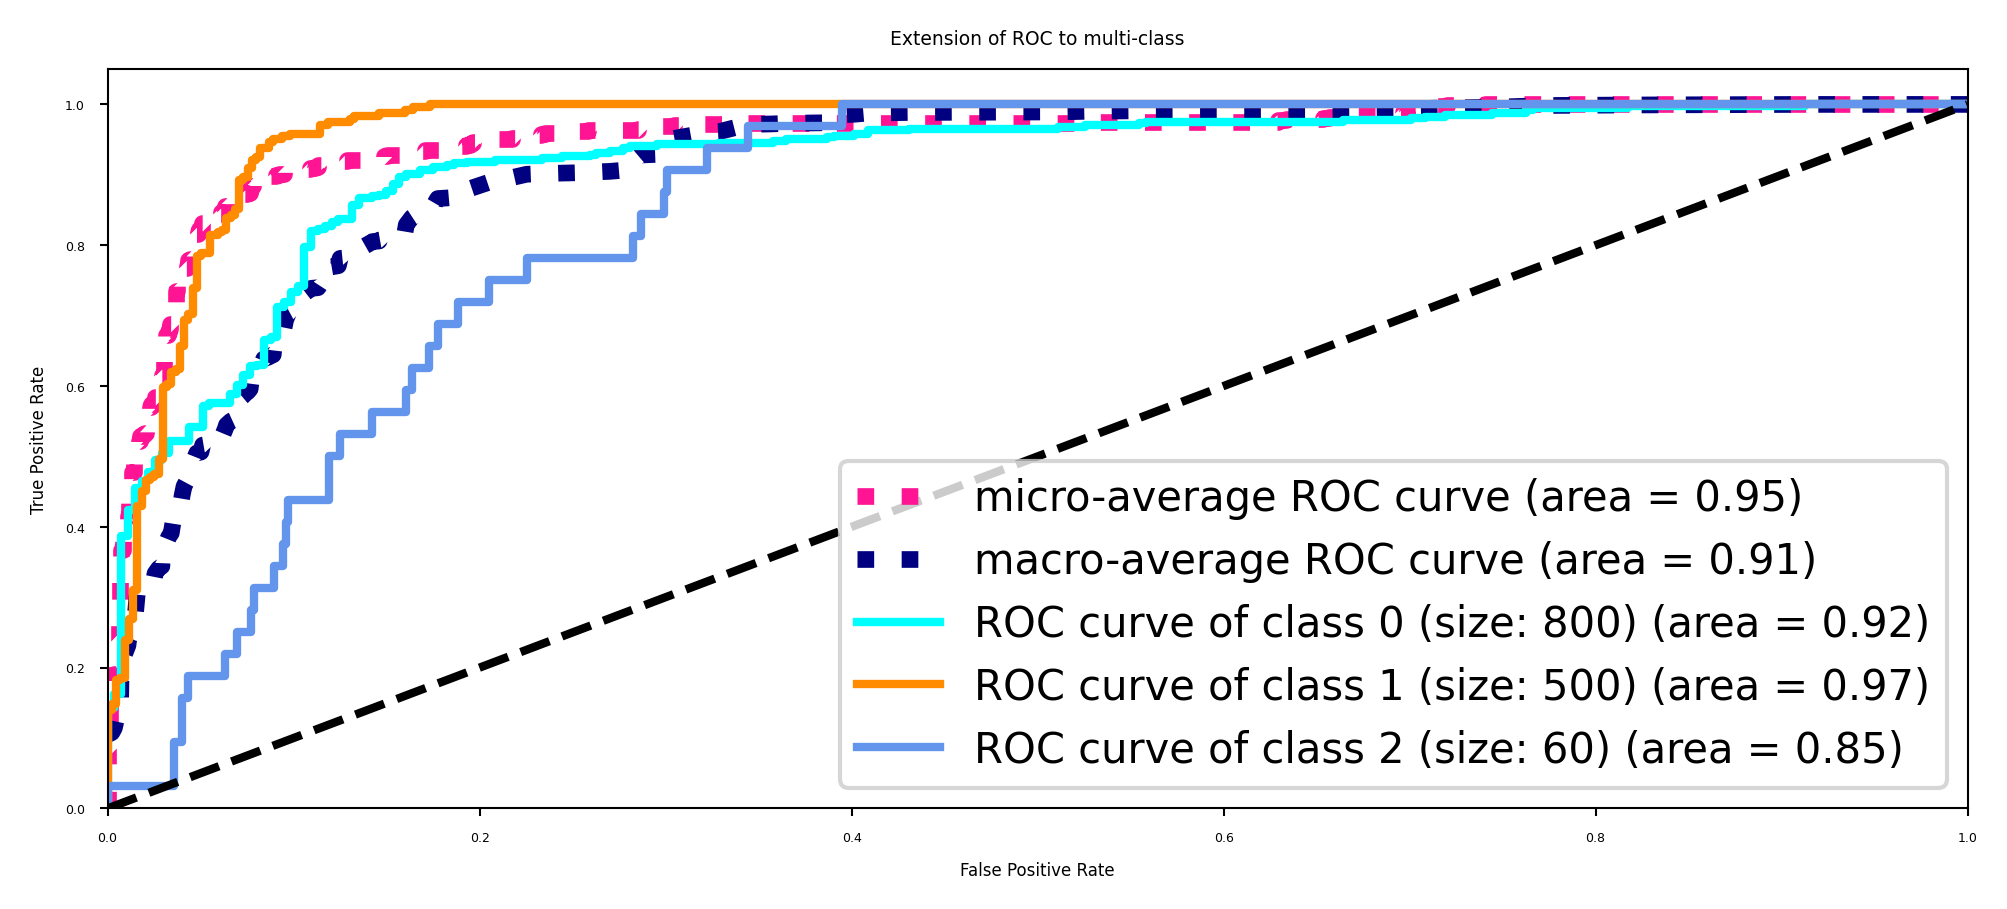 Extension of ROC to multi-class
1.0
0.8
0.6
0.4
0.2
0.0
True Positive Rate
micro-average ROC curve (area = 0.95)
macro-average ROC curve (area = 0.91)
ROC curve of class 0 (size: 800) (area = 0.92)
ROC curve of class 1 (size: 500) (area = 0.97)
ROC curve of class 2 (size: 60) (area = 0.85)
0.0 0.2 0.4 0.6 0.8 1.0
False Positive Rate